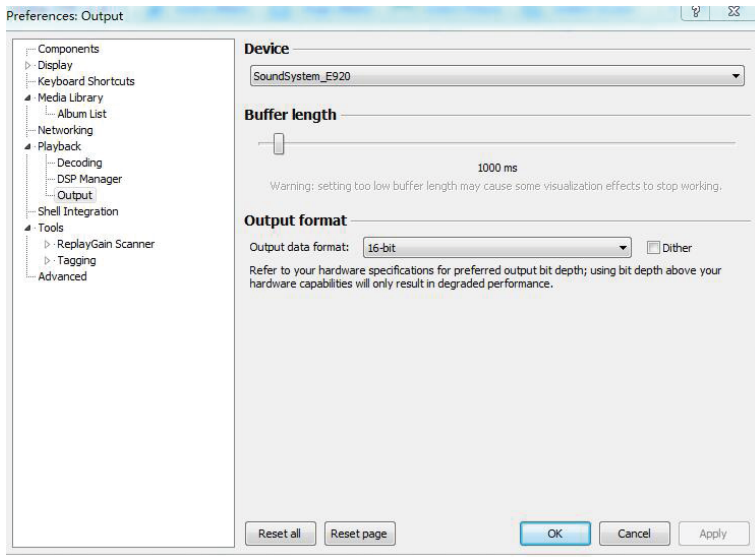 Preferences: Output
Components
Display
Keyboard Shortcuts
Media Library
Album List
Networking
Playback
Decoding
DSP Manager
Output
Shell Integration
Tools
ReplayGain Scanner
Tagging
Advanced
Device
SoundSystem_E920
Buffer length
1000 ms
Warning: setting too low buffer length may cause some visualization effects to stop working.
Output format
Output data format: 16-bit Dither
Refer to your hardware specifications for preferred output bit depth; using bit depth above your
hardware capabilities will only result in degraded performance.
Reset all Reset page OK Cancel Apply